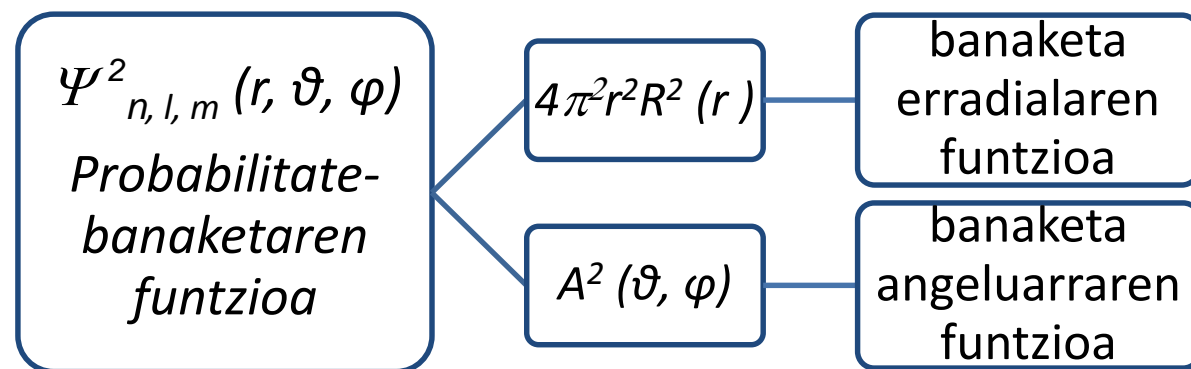 Ψ²n, l, m (r, ϑ, φ)
Probabilitate-
banaketaren
funtzioa
4π²r²R² (r )
banaketa
erradialaren
funtzioa
A² (ϑ, φ)
banaketa
angeluarraren
funtzioa